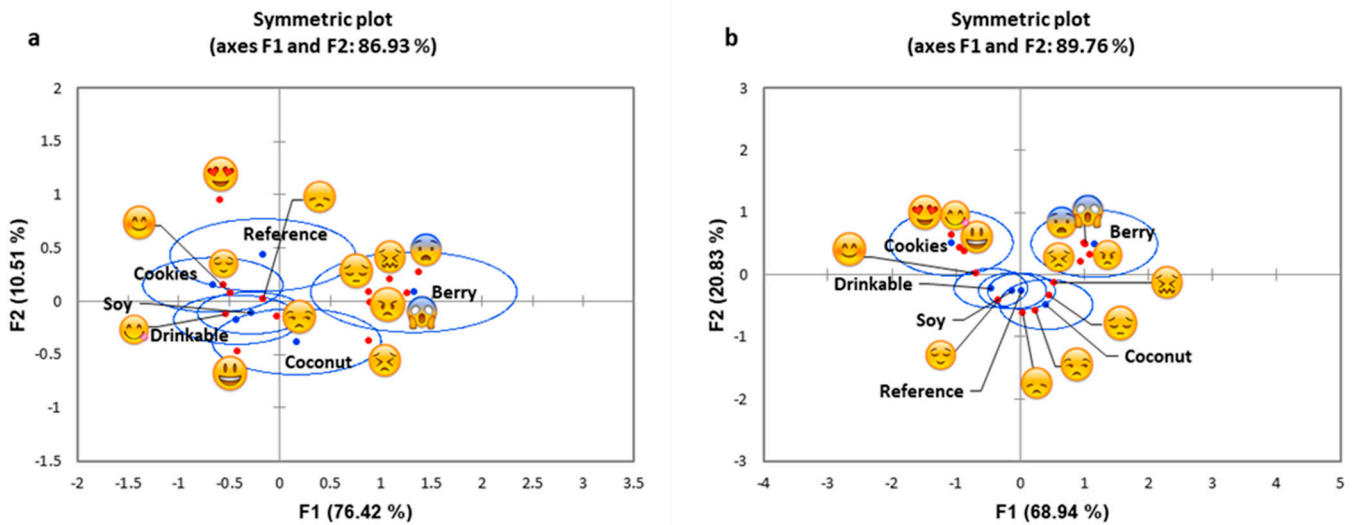 a
Symmetric plot
(axes F1 and F2: 86.93 %)
2
1.5
1
0.5
0
-0.5
-1
-1.5
F2 (10.51 %)
Reference
Cookies
Berry
Soy
Drinkable
Coconut
-2 -1.5 -1 -0.5 0 0.5 1 1.5 2 2.5 3 3.5
F1 (76.42 %)
b
Symmetric plot
(axes F1 and F2: 89.76 %)
3
2
1
0
-1
-2
-3
F2 (20.83 %)
Berry
Cookies
Drinkable
Soy
Coconut
Reference
-4 -3 -2 -1 0 1 2 3 4 5
F1 (68.94 %)